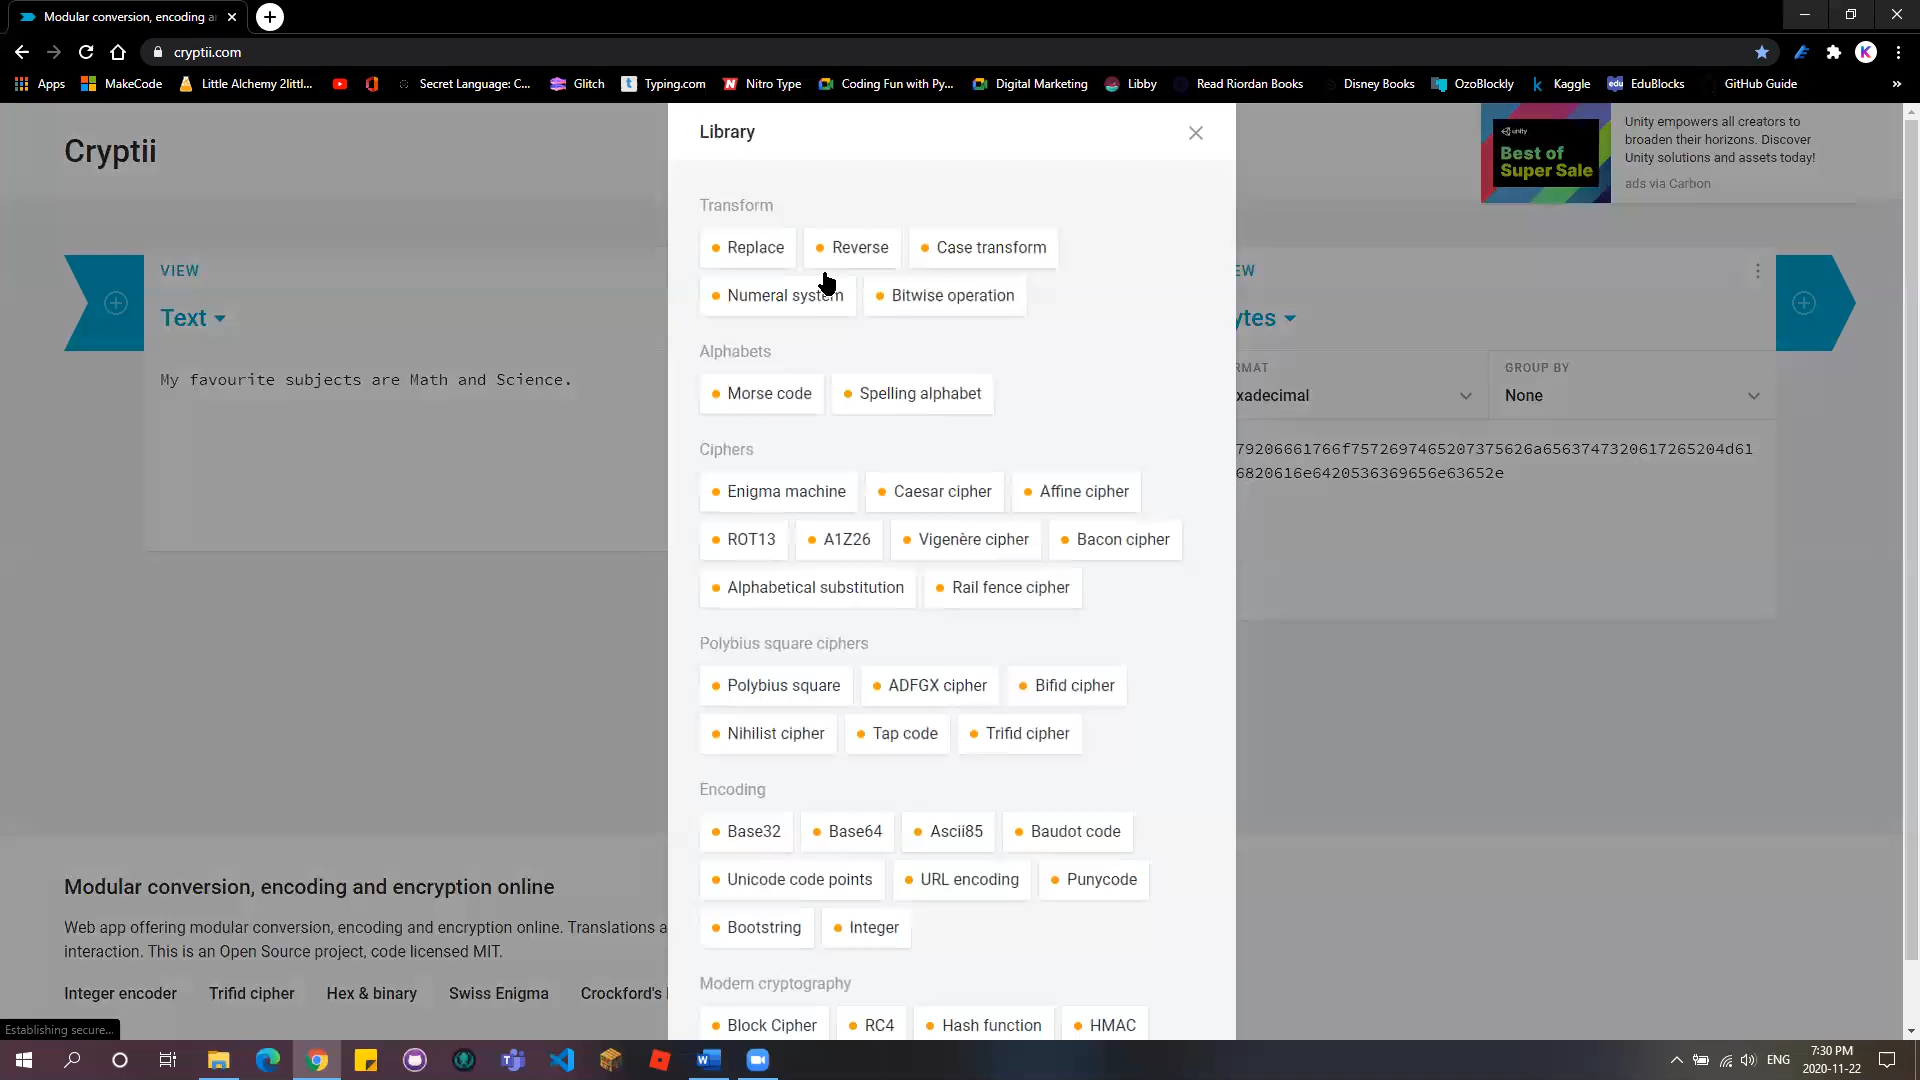 Modular conversion, encoding a
cryptii.com
Apps MakeCode Little Alchemy 2littl... Secret Language: C... Glitch Typing.com Nitro Type Coding Fun with Py... Digital Marketing Libby Read Riordan Books Disney Books OzoBlockly Kaggle EduBlocks GitHub Guide »
Cryptii
Library
unity
Best of
Super Sale
Unity empowers all creators to
broaden their horizons. Discover
Unity solutions and assets today!
ads via Carbon
VIEW
Text
My favourite subjects are Math and Science.
Transform
Replace Reverse Case transform
Numeral system Bitwise operation
Alphabets
Morse code Spelling alphabet
Ciphers
Enigma machine Caesar cipher Affine cipher
ROT13 A1Z26 Vigenère cipher Bacon cipher
Alphabetical substitution Rail fence cipher
Polybius square ciphers
Polybius square ADFGX cipher Bifid cipher
Nihilist cipher Tap code Trifid cipher
Encoding
Base32 Base64 Ascii85 Baudot code
Unicode code points URL encoding Punycode
Bootstring Integer
Modern cryptography
Block Cipher RC4 Hash function HMAC
EW
ytes
RMAT GROUP BY
xadecimal None
79206661766f7572697465207375626a6563747320617265204d61
6820616e6420536369656e63652e
Modular conversion, encoding and encryption online
Web app offering modular conversion, encoding and encryption online. Translations a
interaction. This is an Open Source project, code licensed MIT.
Integer encoder Trifid cipher Hex & binary Swiss Enigma Crockford's
Establishing secure...
ENG
7:30 PM
2020-11-22